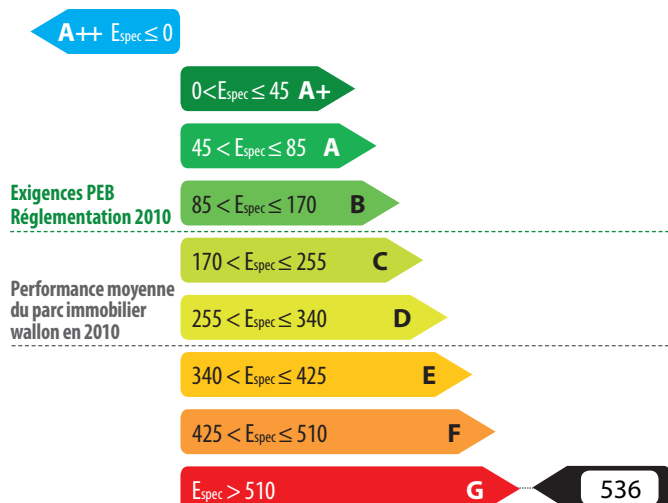 A++ Espec ≤ 0
0<Espec ≤ 45 A+
45 < Espec ≤ 85 A
Exigences PEB
Réglementation 2010
85 < Espec ≤ 170 B
170 < Espec ≤ 255 C
Performance moyenne
du parc immobilier
wallon en 2010
255 < Espec ≤ 340 D
340 < Espec ≤ 425 E
425 < Espec ≤ 510 F
Espec > 510 G 536